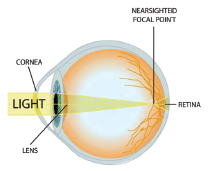 NEARSIGHTED
FOCAL POINT
CORNEA
LIGHT
RETINA
LENS